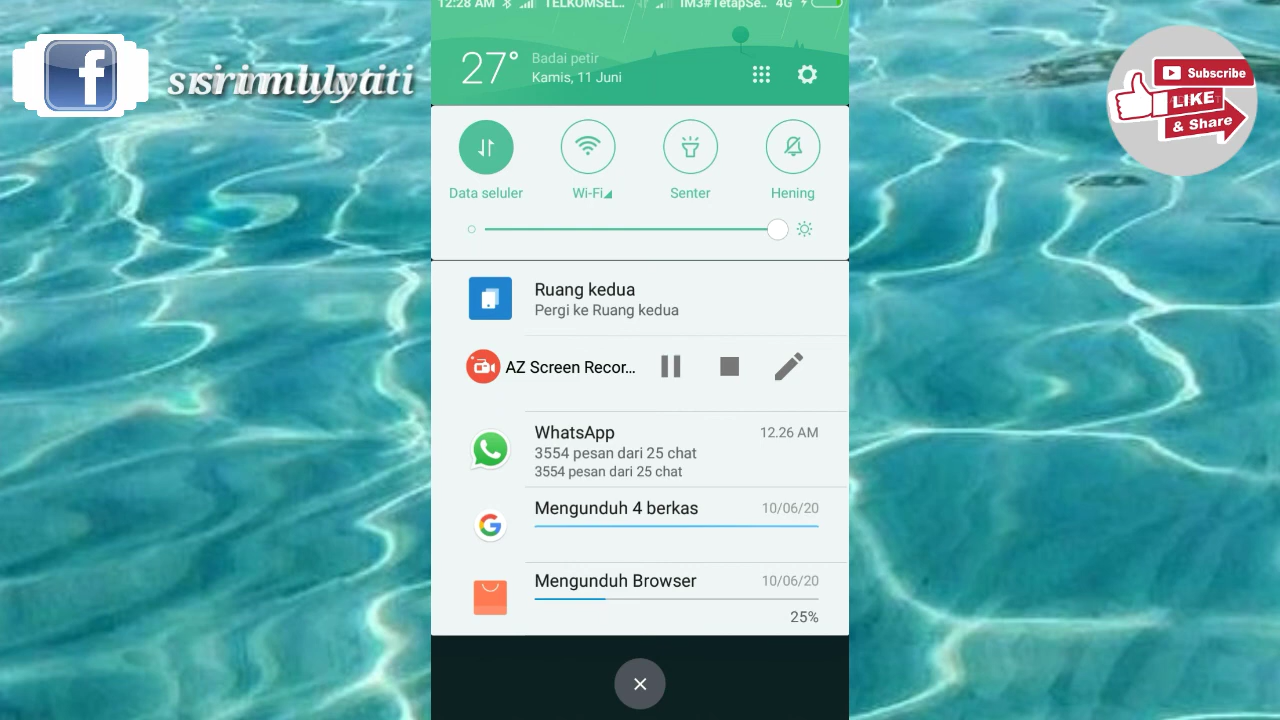 12:28 AM TELKOMSEL.. IM3#TetapSe.. 4G
27° Badai petir
Kamis, 11 Juni
Data seluler Wi-Fi Senter Hening
Ruang kedua
Pergi ke Ruang kedua
AZ Screen Recor...
WhatsApp 12.26 AM
3554 pesan dari 25 chat
3554 pesan dari 25 chat
Mengunduh 4 berkas 10/06/20
Mengunduh Browser 10/06/20
25%
f
Subscribe
LIKE
& Share